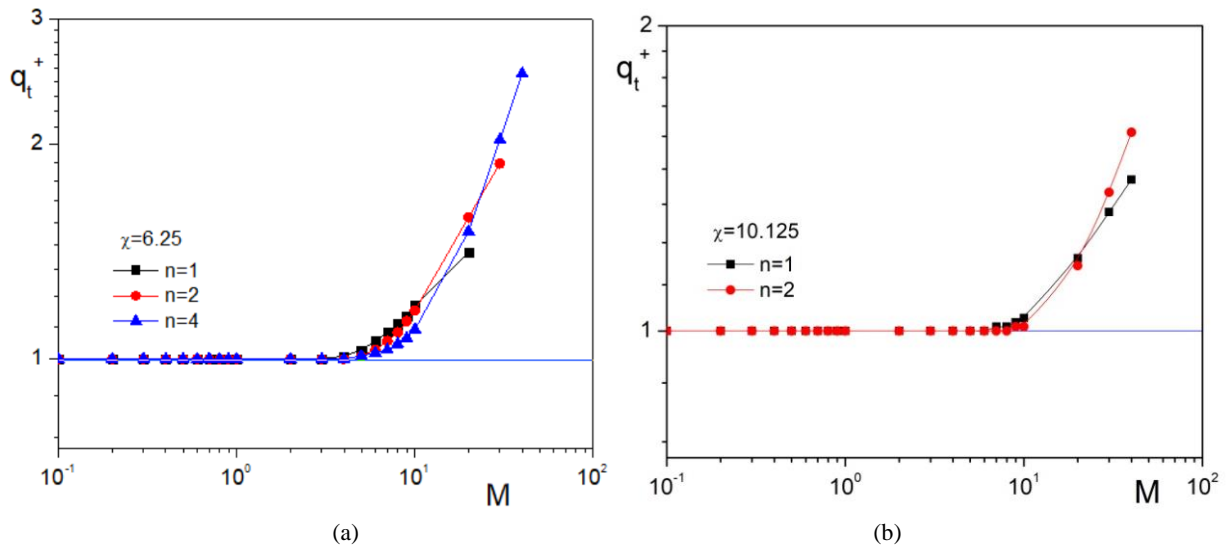 3
q_t^+
2
χ=6.25
n=1
n=2
n=4
1
10^-1
10^0
10^1
10^2
M
(a)
2
q_t^+
χ=10.125
n=1
n=2
1
10^-1
10^0
10^1
10^2
M
(b)